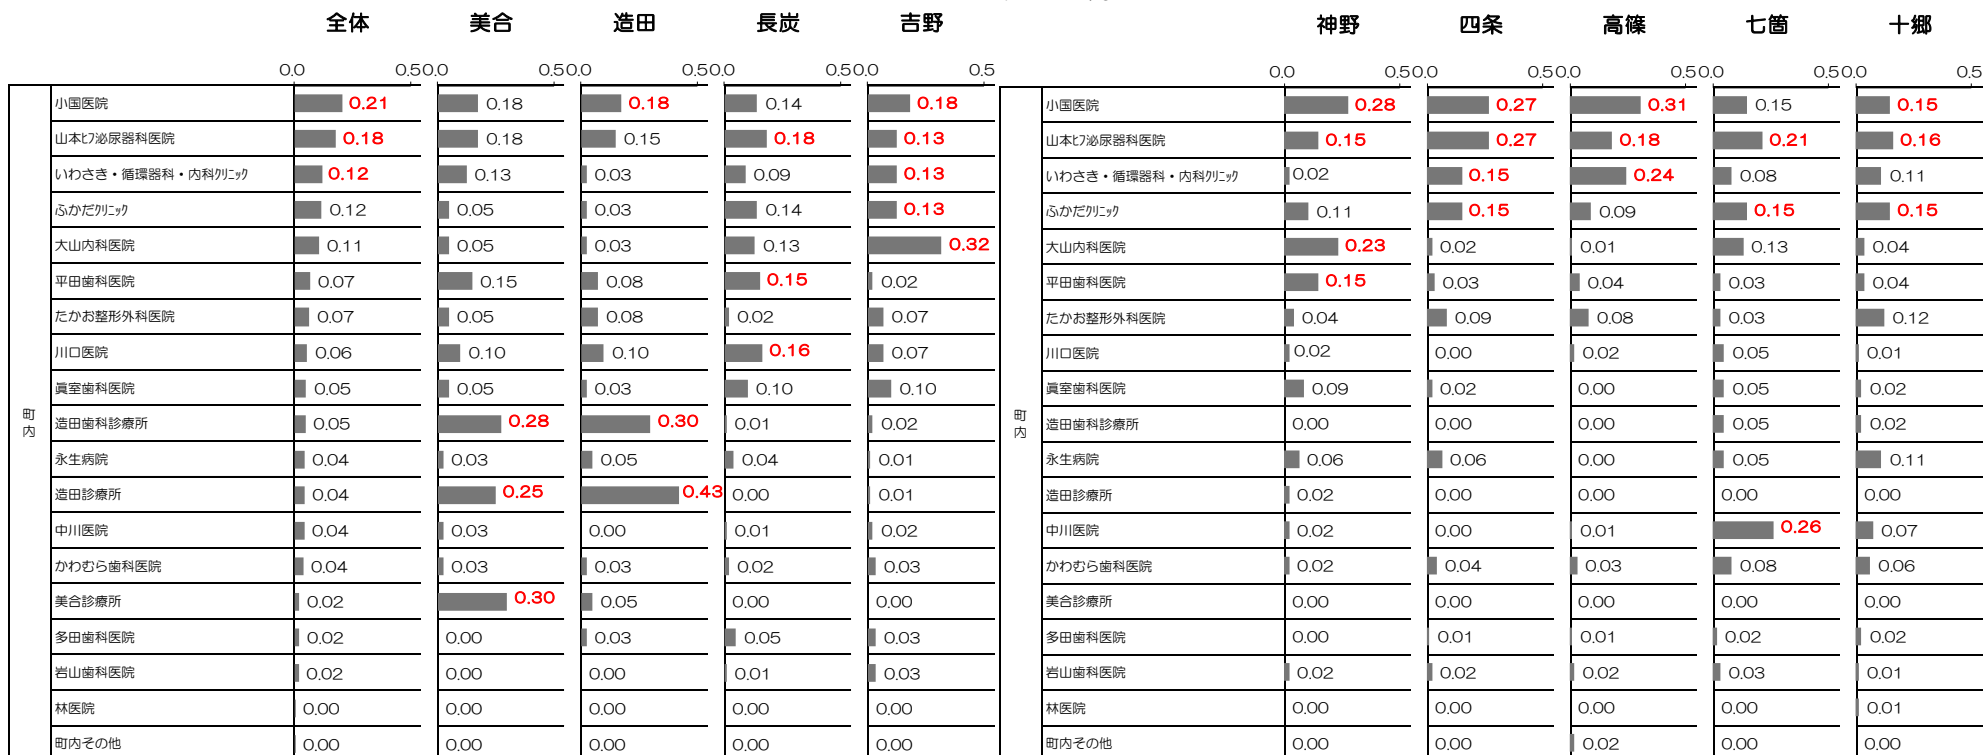 全体 美合 造田 長炭 吉野 神野 四条 高篠 七箇 十郷
0.0 0.5 0.0 0.5 0.0 0.5 0.0 0.5 0.0 0.5 0.0 0.5 0.0 0.5 0.0 0.5 0.0 0.5 0.0 0.5
町内
小国医院 0.21 0.18 0.18 0.14 0.18
山本ﾋﾌ泌尿器科医院 0.18 0.18 0.15 0.18 0.13
いわさき・循環器科・内科ｸﾘﾆｯｸ 0.12 0.13 0.03 0.09 0.13
ふかだｸﾘﾆｯｸ 0.12 0.05 0.03 0.14 0.13
大山内科医院 0.11 0.05 0.03 0.13 0.32
平田歯科医院 0.07 0.15 0.08 0.15 0.02
たかお整形外科医院 0.07 0.05 0.08 0.02 0.07
川口医院 0.06 0.10 0.10 0.16 0.07
眞室歯科医院 0.05 0.05 0.03 0.10 0.10
造田歯科診療所 0.05 0.28 0.30 0.01 0.02
永生病院 0.04 0.03 0.05 0.04 0.01
造田診療所 0.04 0.25 0.43 0.00 0.01
中川医院 0.04 0.03 0.00 0.01 0.02
かわむら歯科医院 0.04 0.03 0.03 0.02 0.03
美合診療所 0.02 0.30 0.05 0.00 0.00
多田歯科医院 0.02 0.00 0.03 0.05 0.03
岩山歯科医院 0.02 0.00 0.00 0.01 0.03
林医院 0.00 0.00 0.00 0.00 0.00
町内その他 0.00 0.00 0.00 0.00 0.00
町内
小国医院 0.28 0.27 0.31 0.15 0.15
山本ﾋﾌ泌尿器科医院 0.15 0.27 0.18 0.21 0.16
いわさき・循環器科・内科ｸﾘﾆｯｸ 0.02 0.15 0.24 0.08 0.11
ふかだｸﾘﾆｯｸ 0.11 0.15 0.09 0.15 0.15
大山内科医院 0.23 0.02 0.01 0.13 0.04
平田歯科医院 0.15 0.03 0.04 0.03 0.04
たかお整形外科医院 0.04 0.09 0.08 0.03 0.12
川口医院 0.02 0.00 0.02 0.05 0.01
眞室歯科医院 0.09 0.02 0.00 0.05 0.02
造田歯科診療所 0.00 0.00 0.00 0.05 0.02
永生病院 0.06 0.06 0.00 0.05 0.11
造田診療所 0.02 0.00 0.00 0.00 0.00
中川医院 0.02 0.00 0.01 0.26 0.07
かわむら歯科医院 0.02 0.04 0.03 0.08 0.06
美合診療所 0.00 0.00 0.00 0.00 0.00
多田歯科医院 0.00 0.01 0.01 0.02 0.02
岩山歯科医院 0.02 0.02 0.02 0.03 0.01
林医院 0.00 0.00 0.00 0.00 0.01
町内その他 0.00 0.00 0.02 0.00 0.00